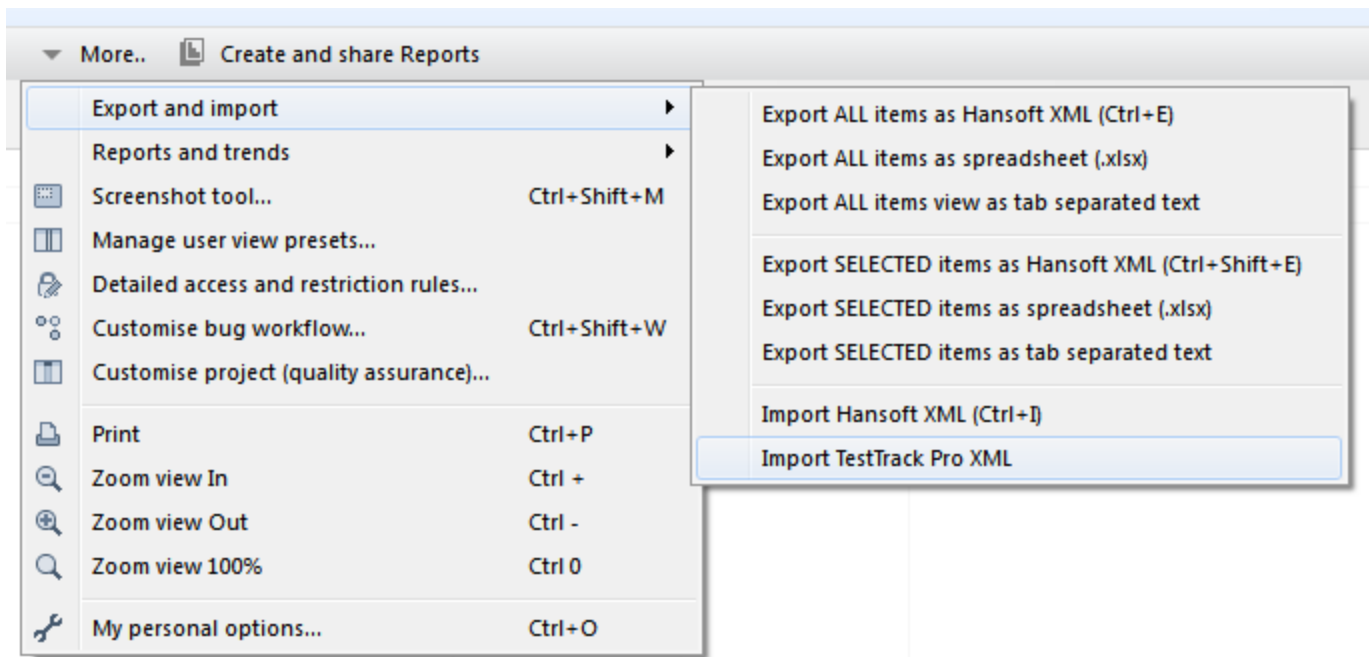 More..
Create and share Reports
Export and import
Reports and trends
Screenshot tool... Ctrl+Shift+M
Manage user view presets...
Detailed access and restriction rules...
Customise bug workflow... Ctrl+Shift+W
Customise project (quality assurance)...
Print Ctrl+P
Zoom view In Ctrl +
Zoom view Out Ctrl -
Zoom view 100% Ctrl 0
My personal options... Ctrl+O
Export ALL items as Hansoft XML (Ctrl+E)
Export ALL items as spreadsheet (.xlsx)
Export ALL items view as tab separated text
Export SELECTED items as Hansoft XML (Ctrl+Shift+E)
Export SELECTED items as spreadsheet (.xlsx)
Export SELECTED items as tab separated text
Import Hansoft XML (Ctrl+I)
Import TestTrack Pro XML